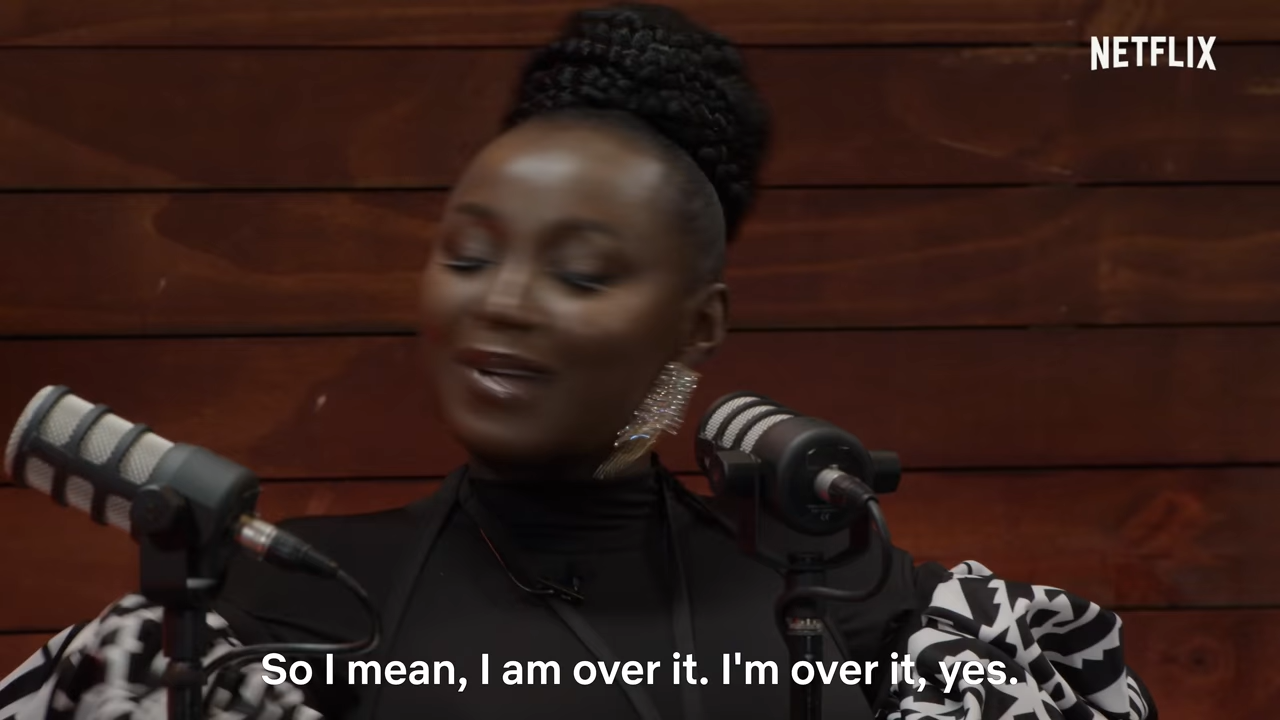 NETFLIX
So I mean, I am over it. I'm over it, yes.